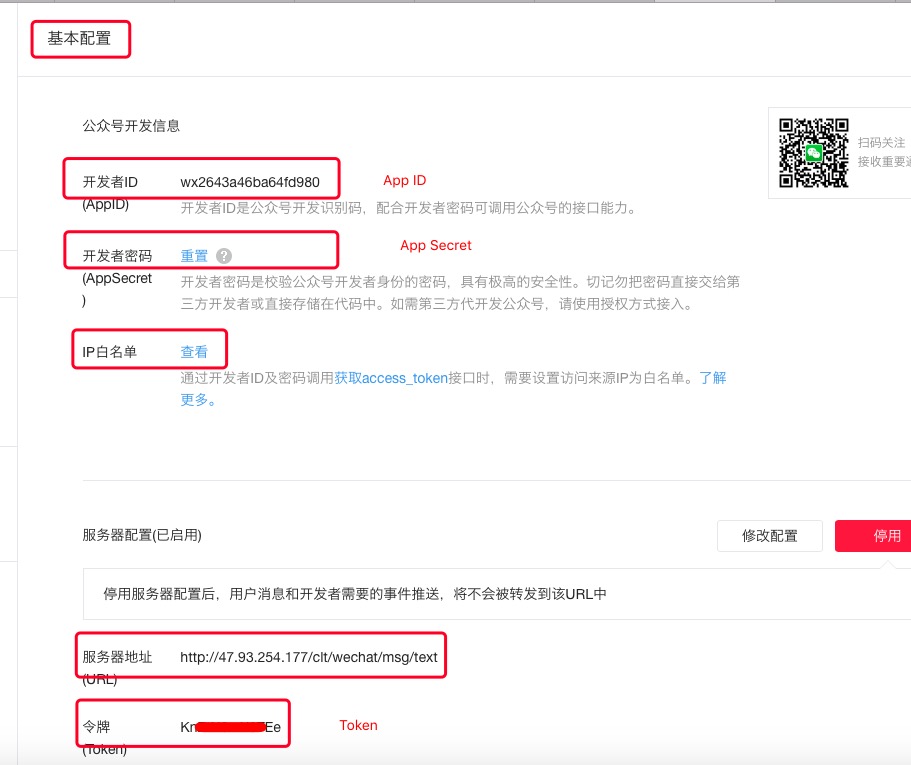 基本配置
公众号开发信息
扫码关注
接收重要
开发者ID
(AppID)
wx2643a46ba64fd980
App ID
开发者ID是公众号开发识别码，配合开发者密码可调用公众号的接口能力。
开发者密码
(AppSecret
)
重置 ?
App Secret
开发者密码是校验公众号开发者身份的密码，具有极高的安全性。切记勿把密码直接交给第
三方开发者或直接存储在代码中。如需第三方代开发公众号，请使用授权方式接入。
IP白名单
查看
通过开发者ID及密码调用获取access_token接口时，需要设置访问来源IP为白名单。了解
更多。
服务器配置(已启用)
修改配置
停用
停用服务器配置后，用户消息和开发者需要的事件推送，将不会被转发到该URL中
服务器地址
(URL)
http://47.93.254.177/clt/wechat/msg/text
令牌
(Token)
Kn Ee
Token